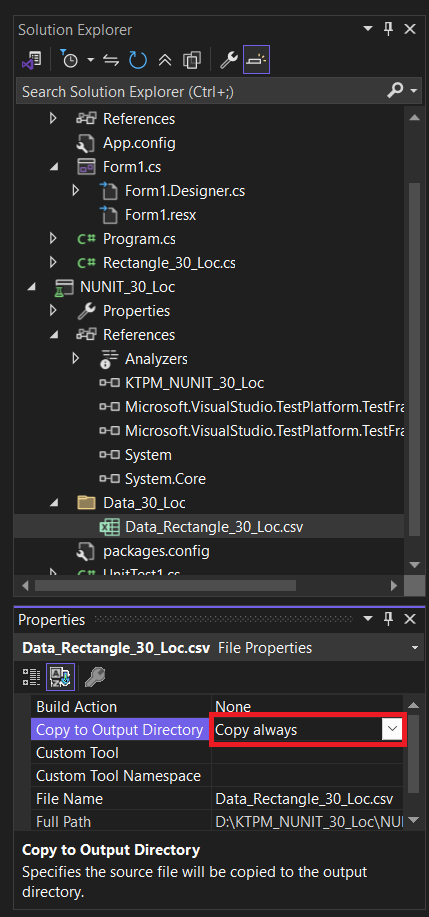 Solution Explorer
Search Solution Explorer (Ctrl+;)
References
App.config
Form1.cs
Form1.Designer.cs
Form1.resx
C# Program.cs
C# Rectangle_30_Loc.cs
NUNIT_30_Loc
Properties
References
Analyzers
KTPM_NUNIT_30_Loc
Microsoft.VisualStudio.TestPlatform.TestFra
Microsoft.VisualStudio.TestPlatform.TestFra
System
System.Core
Data_30_Loc
Data_Rectangle_30_Loc.csv
packages.config
UnitTest1.cs
Properties
Data_Rectangle_30_Loc.csv File Properties
Build Action None
Copy to Output Directory Copy always
Custom Tool
Custom Tool Namespace
File Name Data_Rectangle_30_Loc.csv
Full Path D:\KTPM_NUNIT_30_Loc\NU
Copy to Output Directory
Specifies the source file will be copied to the output
directory.